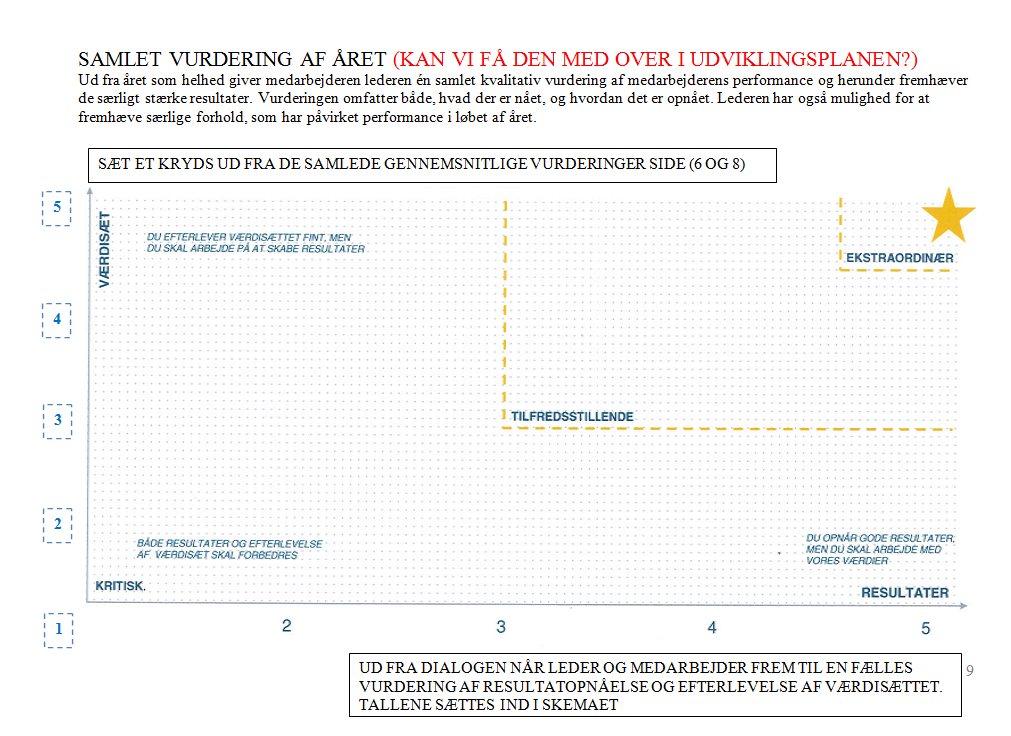 SAMLET VURDERING AF ÅRET (KAN VI FÅ DEN MED OVER I UDVIKLINGSPLANEN?)
Ud fra året som helhed giver medarbejderen lederen én samlet kvalitativ vurdering af medarbejderens performance og herunder fremhæver
de særligt stærke resultater. Vurderingen omfatter både, hvad der er nået, og hvordan det er opnået. Lederen har også mulighed for at
fremhæve særlige forhold, som har påvirket performance i løbet af året.
SÆT ET KRYDS UD FRA DE SAMLEDE GENNEMSNITLIGE VURDERINGER SIDE (6 OG 8)
5
VÆRDISÆT
DU EFTERLEVER VÆRDISÆTTET FINT, MEN
DU SKAL ARBEJDE PÅ AT SKABE RESULTATER
EKSTRAORDINÆR
4
3
TILFREDSSTILLENDE
2
BÅDE RESULTATER OG EFTERLEVELSE
AF. VÆRDISÆT SKAL FORBEDRES
DU OPNÅR GODE RESULTATER,
MEN DU SKAL ARBEJDE MED
VORES VÆRDIER
KRITISK.
RESULTATER
1
2
3
4
5
UD FRA DIALOGEN NÅR LEDER OG MEDARBEJDER FREM TIL EN FÆLLES
VURDERING AF RESULTATOPNÅELSE OG EFTERLEVELSE AF VÆRDISÆTTET.
TALLENE SÆTTES IND I SKEMAET
9